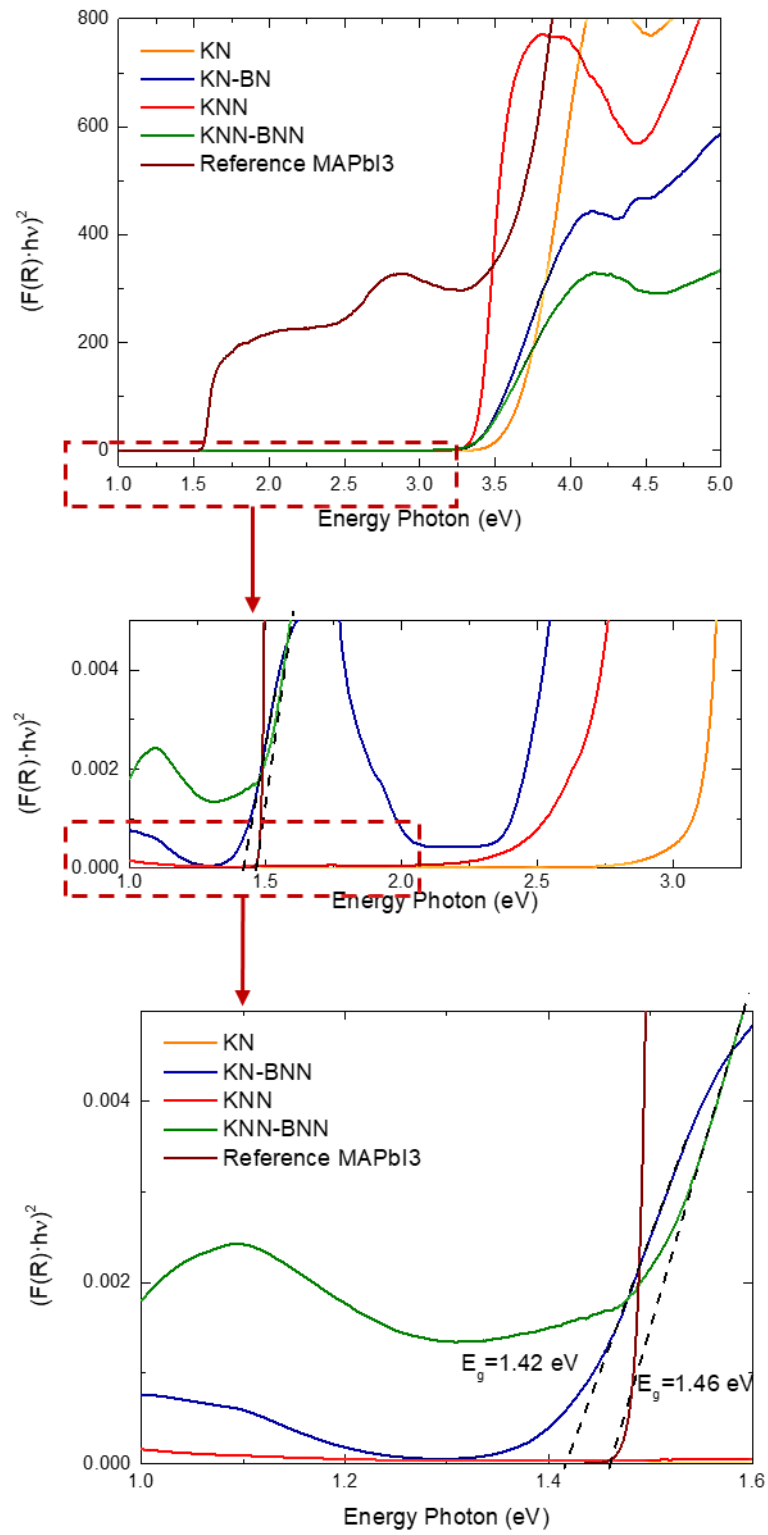 800
600
400
200
0
(F(R)·hν)²
KN
KN-BN
KNN
KNN-BNN
Reference MAPbI3
1.0 1.5 2.0 2.5 3.0 3.5 4.0 4.5 5.0
Energy Photon (eV)
0.004
0.002
0.000
(F(R)·hν)²
1.0 1.5 2.0 2.5 3.0
Energy Photon (eV)
KN
KN-BNN
KNN
KNN-BNN
Reference MAPbI3
0.004
0.002
0.000
(F(R)·hν)²
E_g=1.42 eV
E_g=1.46 eV
1.0 1.2 1.4 1.6
Energy Photon (eV)